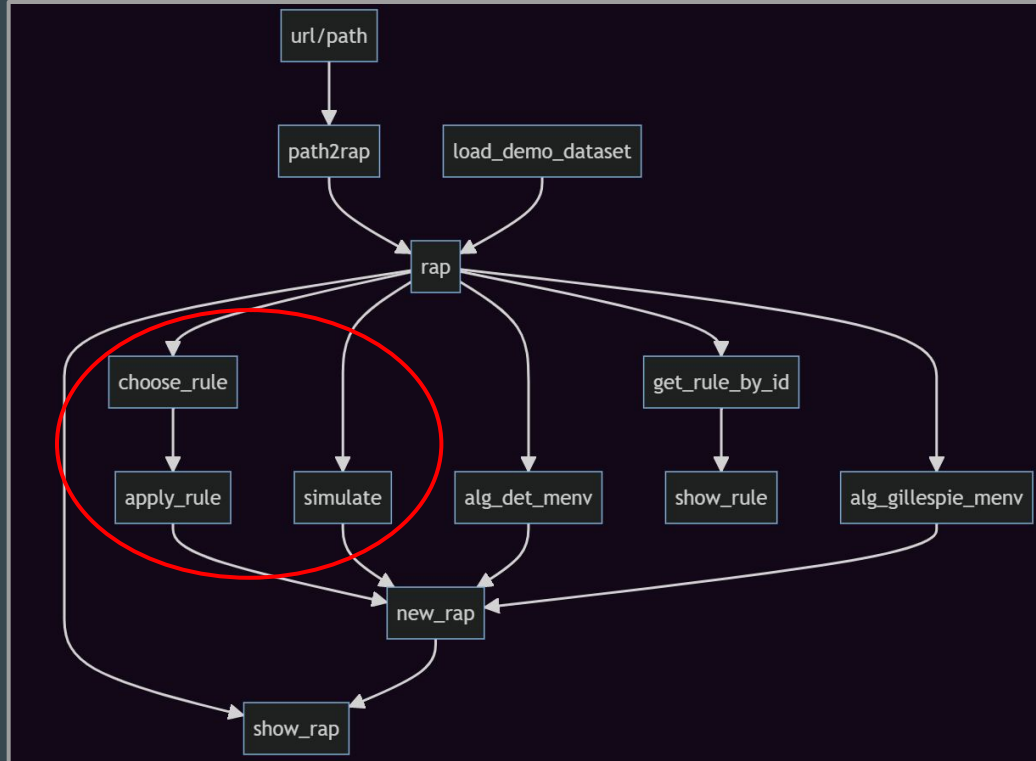 url/path
path2rap
load_demo_dataset
rap
choose_rule
get_rule_by_id
apply_rule
simulate
alg_det_menv
show_rule
alg_gillespie_menv
new_rap
show_rap